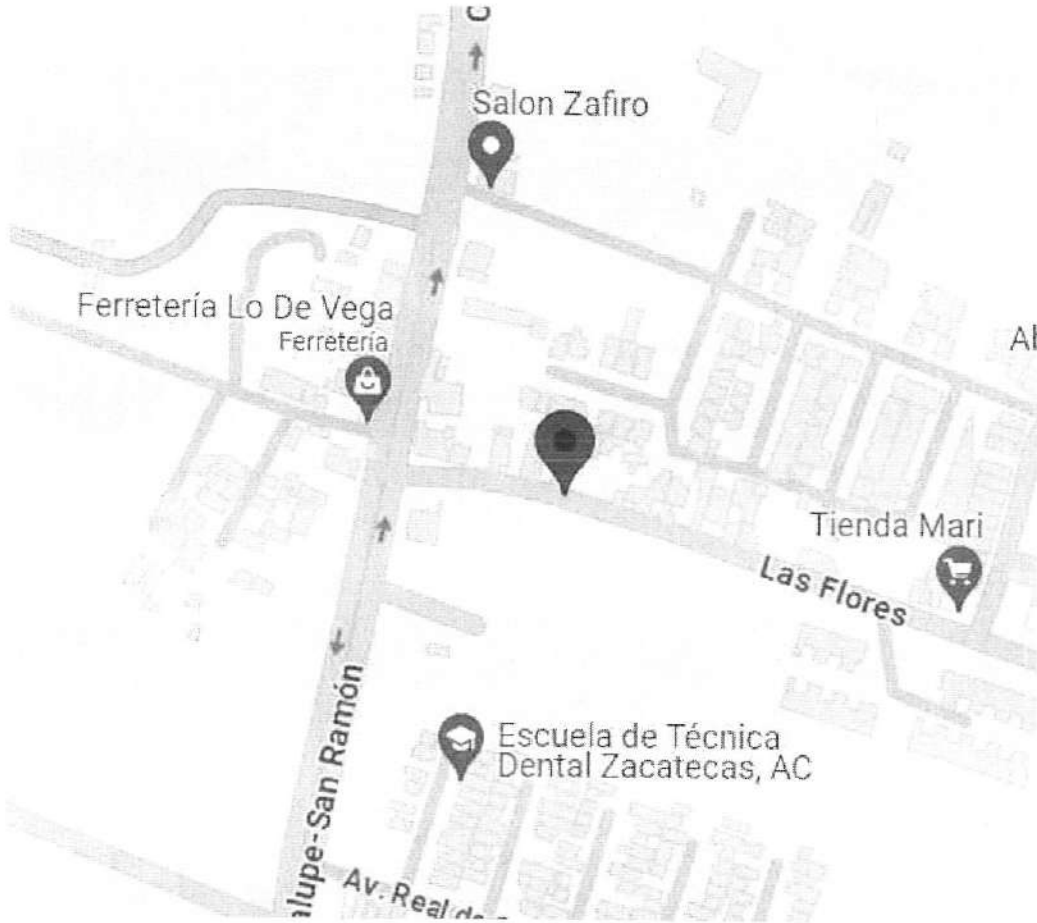 Salon Zafiro
Ferretería Lo De Vega
Ferretería
Tienda Mari
Las Flores
Escuela de Técnica
Dental Zacatecas, AC
alupe-San Ramón
Av. Real